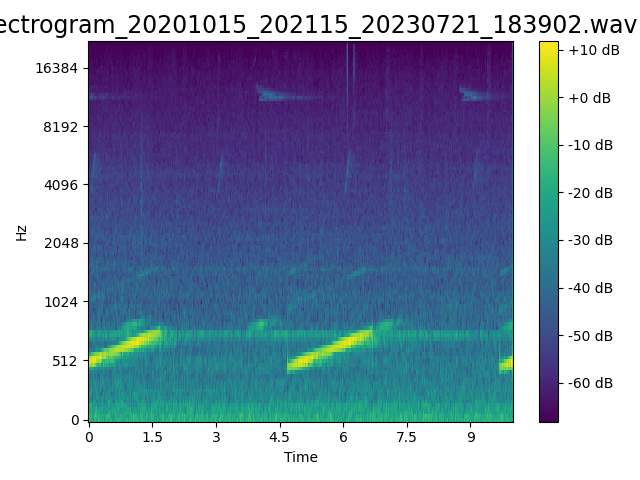 ectrogram_20201015_202115_20230721_183902.wav
16384
8192
4096
2048
1024
512
0
Hz
0 1.5 3 4.5 6 7.5 9
Time
+10 dB
+0 dB
-10 dB
-20 dB
-30 dB
-40 dB
-50 dB
-60 dB